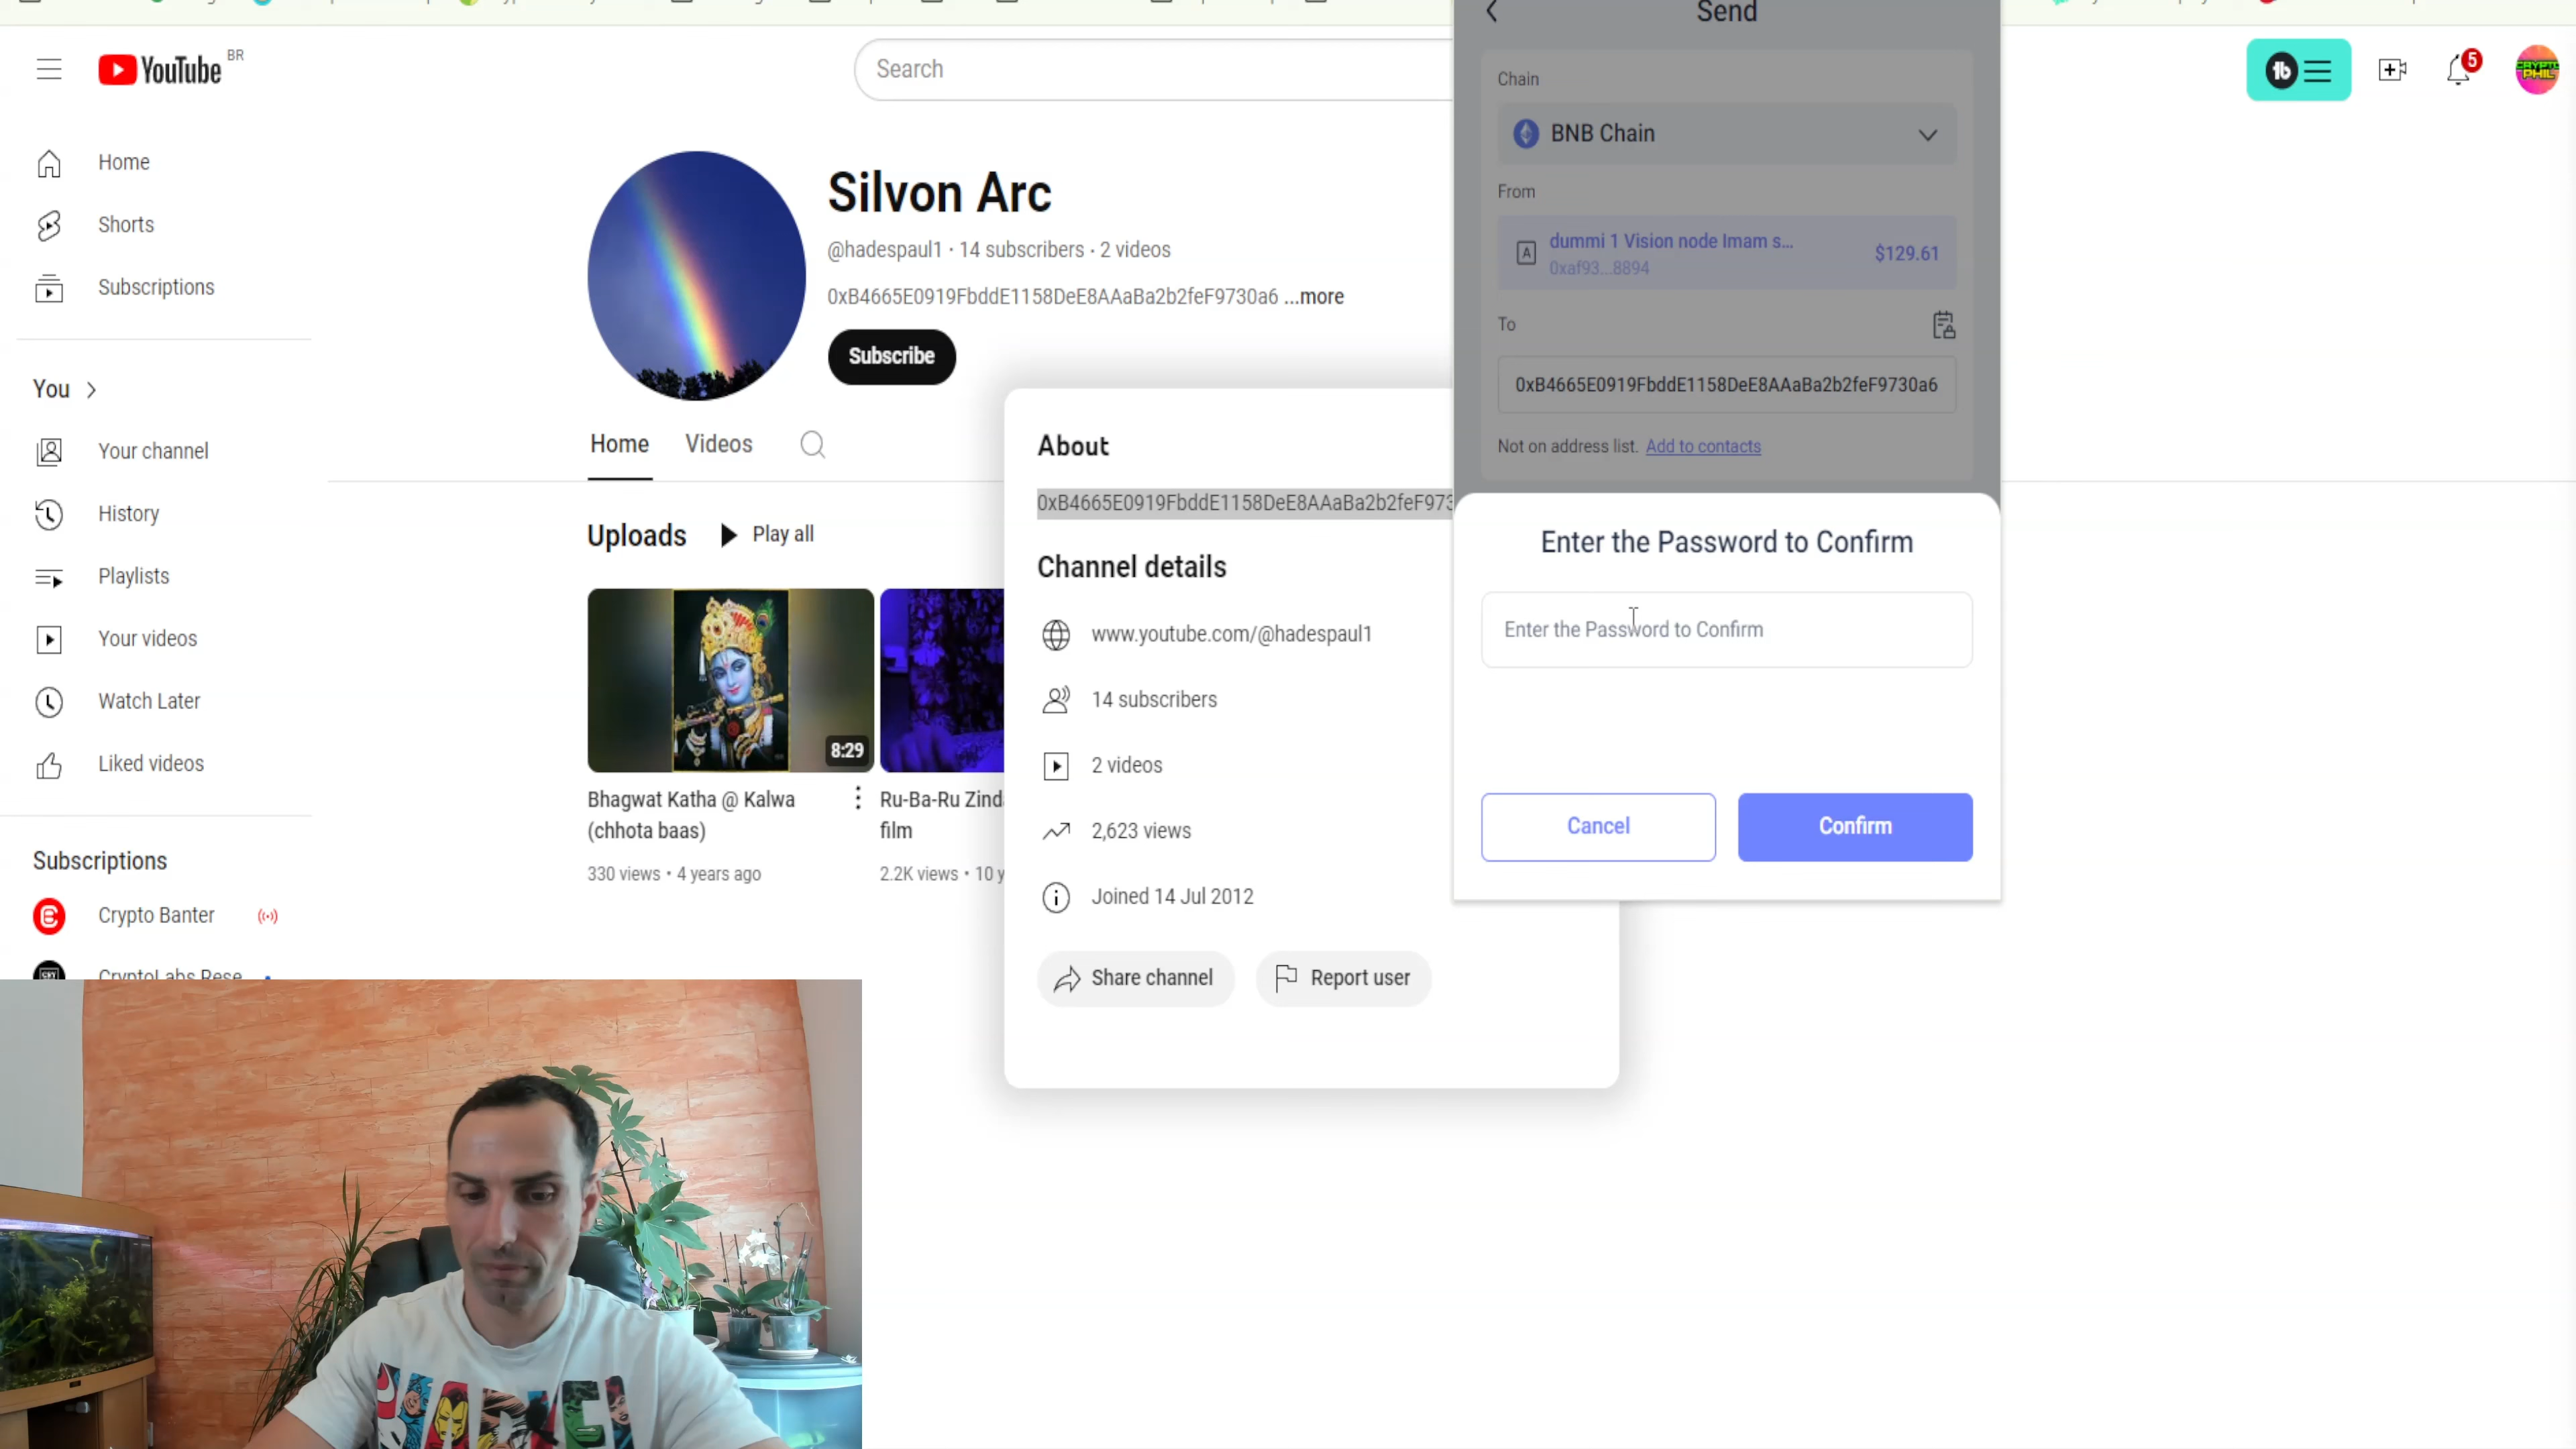 YouTube BR
Search
5
CRYPTO
PHIL
Home
Shorts
Subscriptions
You
Your channel
History
Playlists
Your videos
Watch Later
Liked videos
Subscriptions
Crypto Banter
CryptoLabs Rese
Silvon Arc
@hadespaul1 · 14 subscribers · 2 videos
0xB4665E0919FbddE1158DeE8AAaBa2b2feF9730a6 ...more
Subscribe
Home Videos
Uploads Play all
8:29
Bhagwat Katha @ Kalwa
(chhota baas)
330 views • 4 years ago
Ru-Ba-Ru Zind
film
2.2K views • 10 y
About
0xB4665E0919FbddE1158DeE8AAaBa2b2feF973
Channel details
www.youtube.com/@hadespaul1
14 subscribers
2 videos
2,623 views
Joined 14 Jul 2012
Share channel Report user
Send
Chain
BNB Chain
From
A
dummi 1 Vision node Imam s...
0xaf93...8894
$129.61
To
0xB4665E0919FbddE1158DeE8AAaBa2b2feF9730a6
Not on address list. Add to contacts
Enter the Password to Confirm
Enter the Password to Confirm
Cancel Confirm